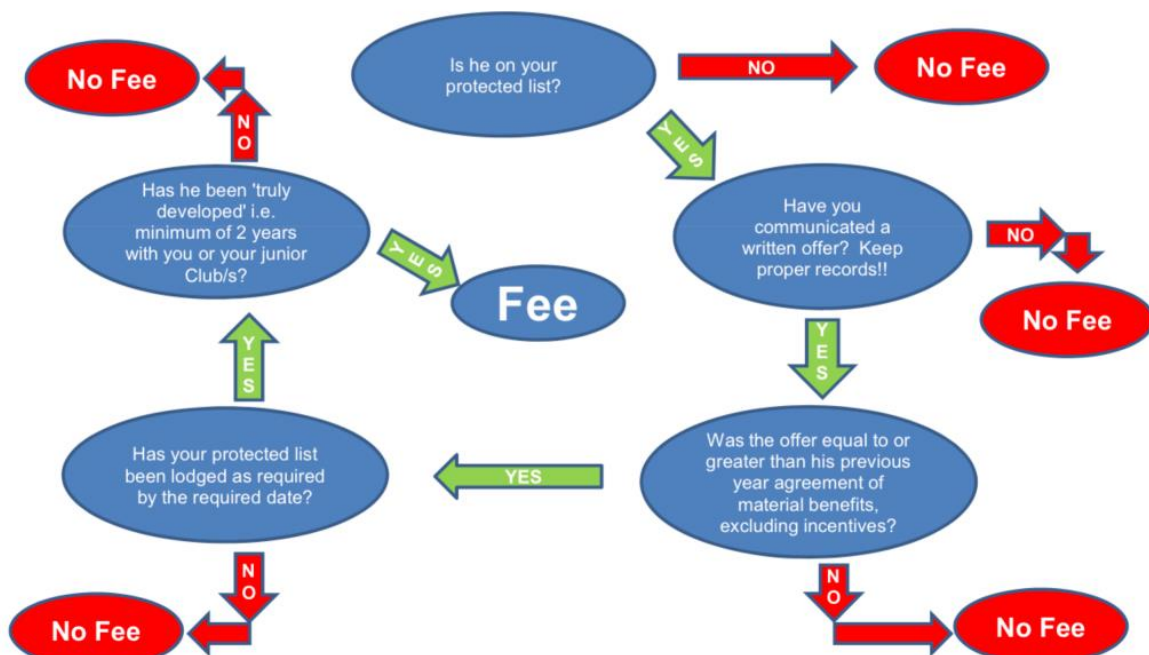 Is he on your
protected list?
NO
No Fee
YES
Have you
communicated a
written offer?  Keep
proper records!!
NO
No Fee
YES
Was the offer equal to or
greater than his previous
year agreement of
material benefits,
excluding incentives?
NO
No Fee
YES
Has your protected list
been lodged as required
by the required date?
NO
No Fee
YES
Has he been 'truly
developed' i.e.
minimum of 2 years
with you or your junior
Club/s?
NO
No Fee
YES
Fee